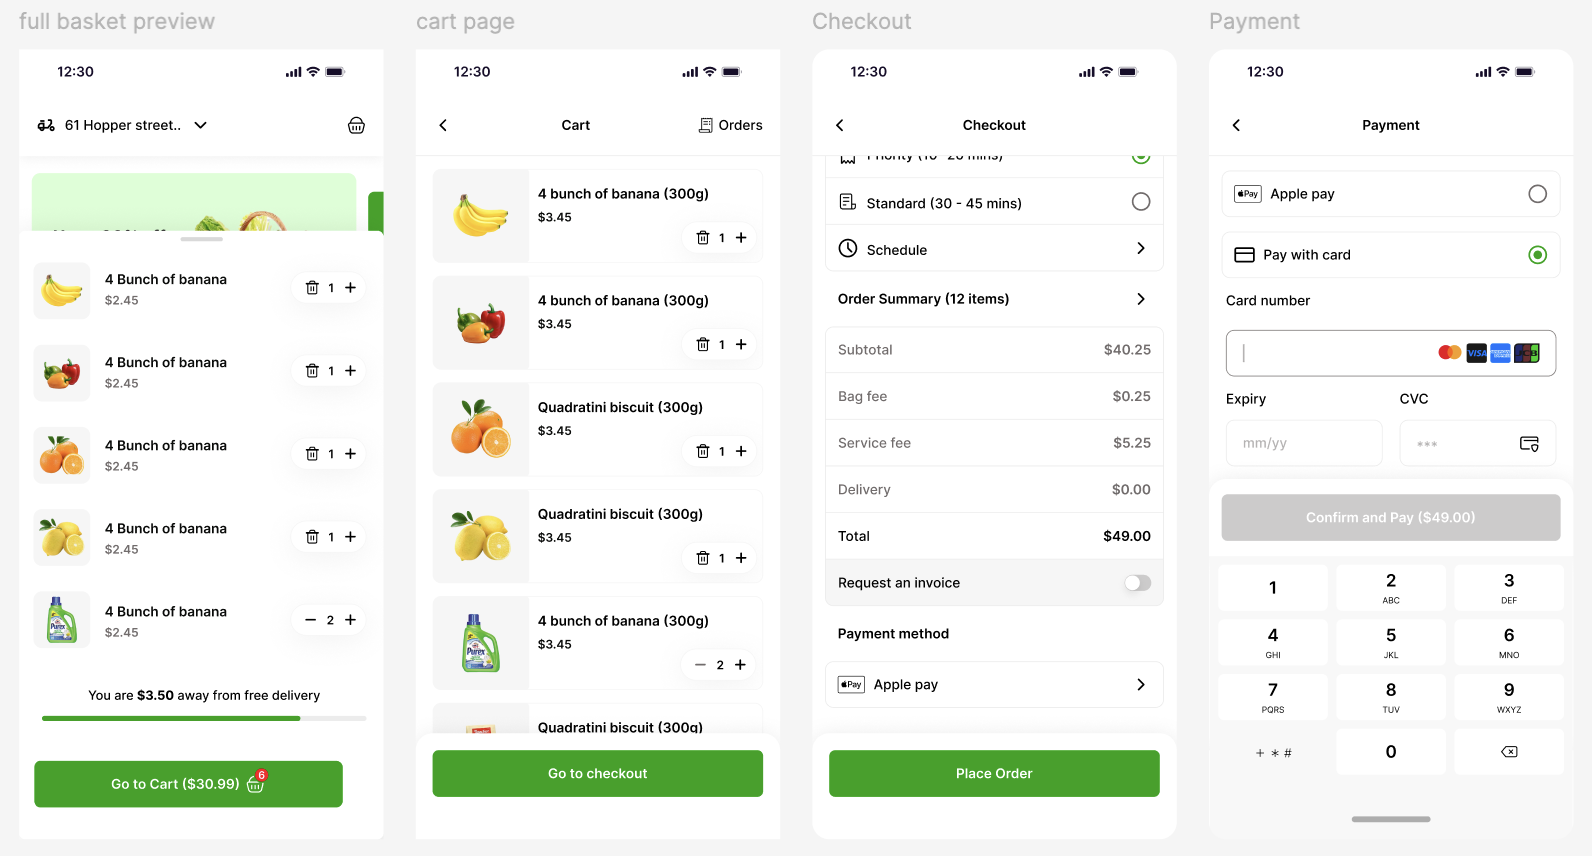 full basket preview
12:30
61 Hopper street..
4 Bunch of banana
$2.45
1
4 Bunch of banana
$2.45
1
4 Bunch of banana
$2.45
1
4 Bunch of banana
$2.45
1
Purex
4 Bunch of banana
$2.45
2
You are $3.50 away from free delivery
Go to Cart ($30.99)
6
cart page
12:30
Cart
Orders
4 bunch of banana (300g)
$3.45
1
4 bunch of banana (300g)
$3.45
1
Quadratini biscuit (300g)
$3.45
1
Quadratini biscuit (300g)
$3.45
1
Purex
4 bunch of banana (300g)
$3.45
2
Quadratini biscuit (300g)
Go to checkout
Checkout
12:30
Checkout
Priority (10 - 20 mins)
Standard (30 - 45 mins)
Schedule
Order Summary (12 items)
Subtotal $40.25
Bag fee $0.25
Service fee $5.25
Delivery $0.00
Total $49.00
Request an invoice
Payment method
Pay Apple pay
Place Order
Payment
12:30
Payment
Pay Apple pay
Pay with card
Card number
VISA
JCB
Expiry CVC
mm/yy ***
Confirm and Pay ($49.00)
1 2 3
ABC DEF
4 5 6
GHI JKL MNO
7 8 9
PQRS TUV WXYZ
+ * # 0